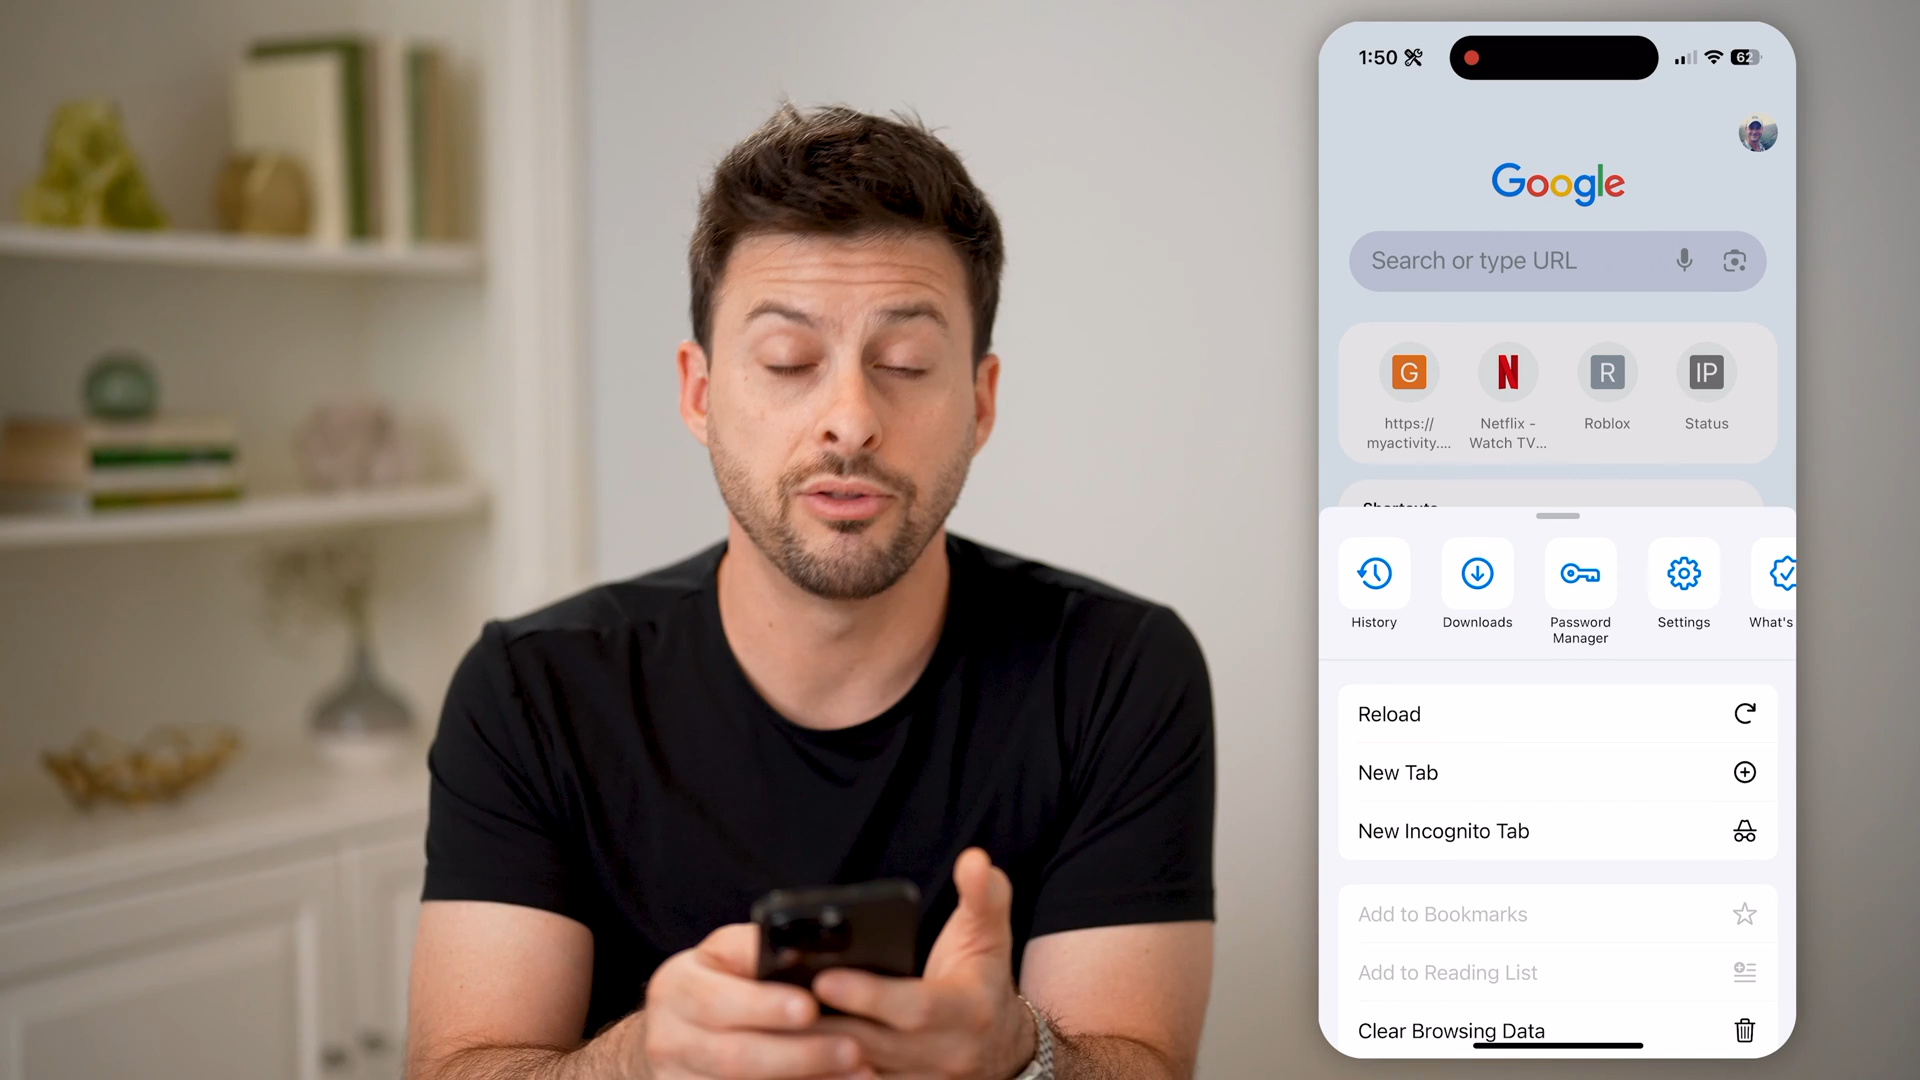 1:50
62
Google
Search or type URL
G
N
R
IP
https://
myactivity....
Netflix -
Watch TV...
Roblox
Status
History
Downloads
Password
Manager
Settings
What's
Reload
New Tab
New Incognito Tab
Add to Bookmarks
Add to Reading List
Clear Browsing Data